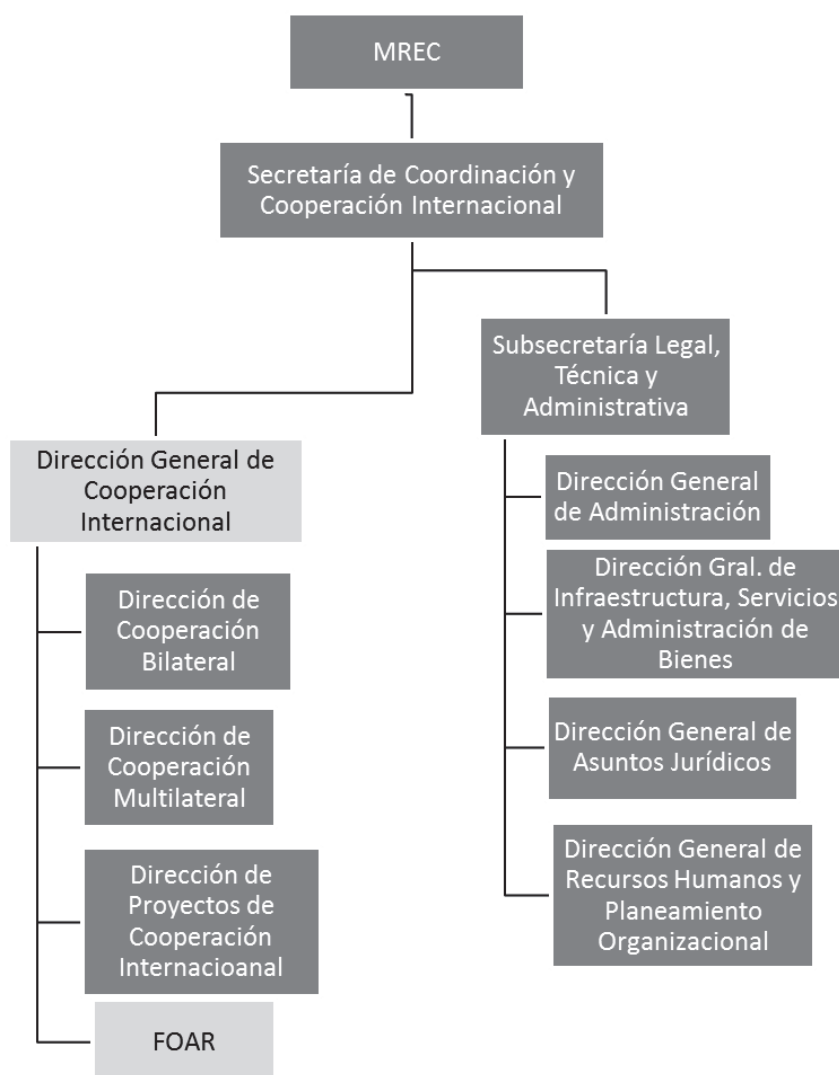 MREC
Secretaría de Coordinación y
Cooperación Internacional
Subsecretaría Legal,
Técnica y
Administrativa
Dirección General de
Cooperación
Internacional
Dirección General
de Administración
Dirección Gral. de
Infraestructura, Servicios
y Administración de
Bienes
Dirección General de
Asuntos Jurídicos
Dirección General de
Recursos Humanos y
Planeamiento
Organizacional
Dirección de
Cooperación
Bilateral
Dirección de
Cooperación
Multilateral
Dirección de
Proyectos de
Cooperación
Internacioanal
FOAR